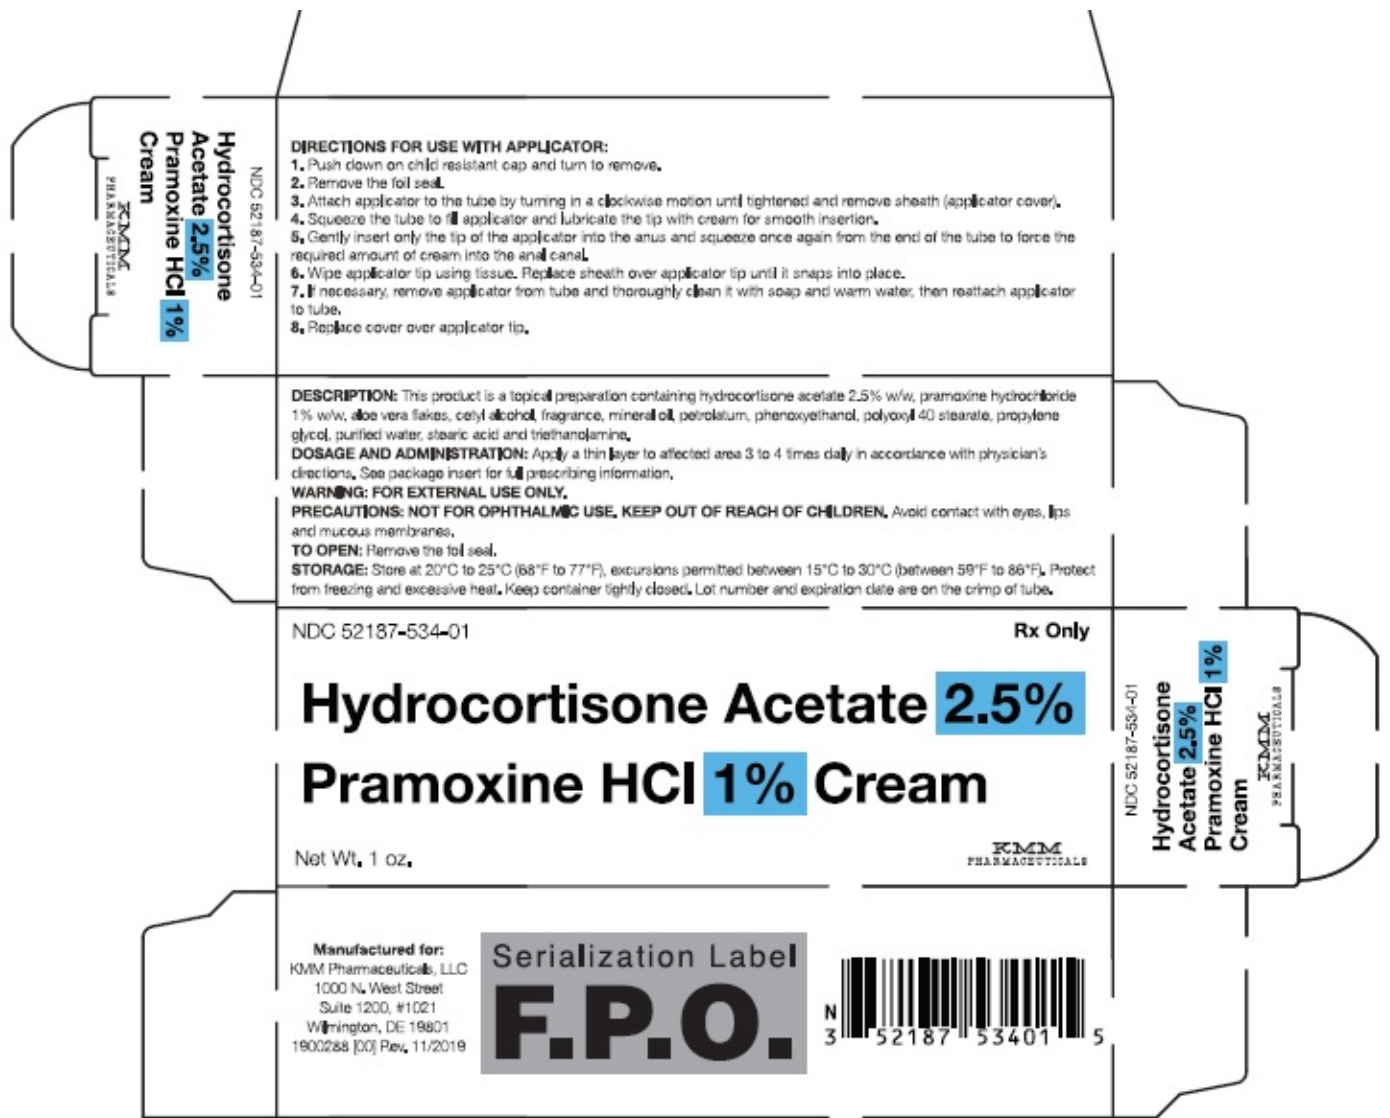 Hydrocortisone
Acetate 2.5%
Pramoxine HCl 1%
Cream
NDC 52187-534-01
KMM
PHARMACEUTICALS
DIRECTIONS FOR USE WITH APPLICATOR:
1. Push down on child resistant cap and turn to remove.
2. Remove the foil seal.
3. Attach applicator to the tube by turning in a clockwise motion until tightened and remove sheath (applicator cover).
4. Squeeze the tube to fill applicator and lubricate the tip with cream for smooth insertion.
5. Gently insert only the tip of the applicator into the anus and squeeze once again from the end of the tube to force the
required amount of cream into the anal canal.
6. Wipe applicator tip using tissue. Replace sheath over applicator tip until it snaps into place.
7. If necessary, remove applicator from tube and thoroughly clean it with soap and warm water, then reattach applicator
to tube.
8. Replace cover over applicator tip.
DESCRIPTION: This product is a topical preparation containing hydrocortisone acetate 2.5% w/w, pramoxine hydrochloride
1% w/w, aloe vera flakes, cetyl alcohol, fragrance, mineral oil, petrolatum, phenoxyethanol, polyoxyl 40 stearate, propylene
glycol, purified water, stearic acid and triethanolamine.
DOSAGE AND ADMINISTRATION: Apply a thin layer to affected area 3 to 4 times daily in accordance with physician's
directions. See package insert for full prescribing information.
WARNING: FOR EXTERNAL USE ONLY.
PRECAUTIONS: NOT FOR OPHTHALMIC USE. KEEP OUT OF REACH OF CHILDREN. Avoid contact with eyes, lips
and mucous membranes.
TO OPEN: Remove the foil seal.
STORAGE: Store at 20°C to 25°C (68°F to 77°F), excursions permitted between 15°C to 30°C (between 59°F to 86°F). Protect
from freezing and excessive heat. Keep container tightly closed. Lot number and expiration date are on the crimp of tube.
NDC 52187-534-01
Rx Only
Hydrocortisone Acetate 2.5%
Pramoxine HCl 1% Cream
Net Wt. 1 oz.
KMM
PHARMACEUTICALS
NDC 52187-534-01
Hydrocortisone
Acetate 2.5%
Pramoxine HCl 1%
Cream
KMM
PHARMACEUTICALS
Manufactured for:
KMM Pharmaceuticals, LLC
1000 N. West Street
Suite 1200, #1021
Wilmington, DE 19801
1900288 [00] Rev. 11/2019
Serialization Label
F.P.O.
N
3 52187 53401 5